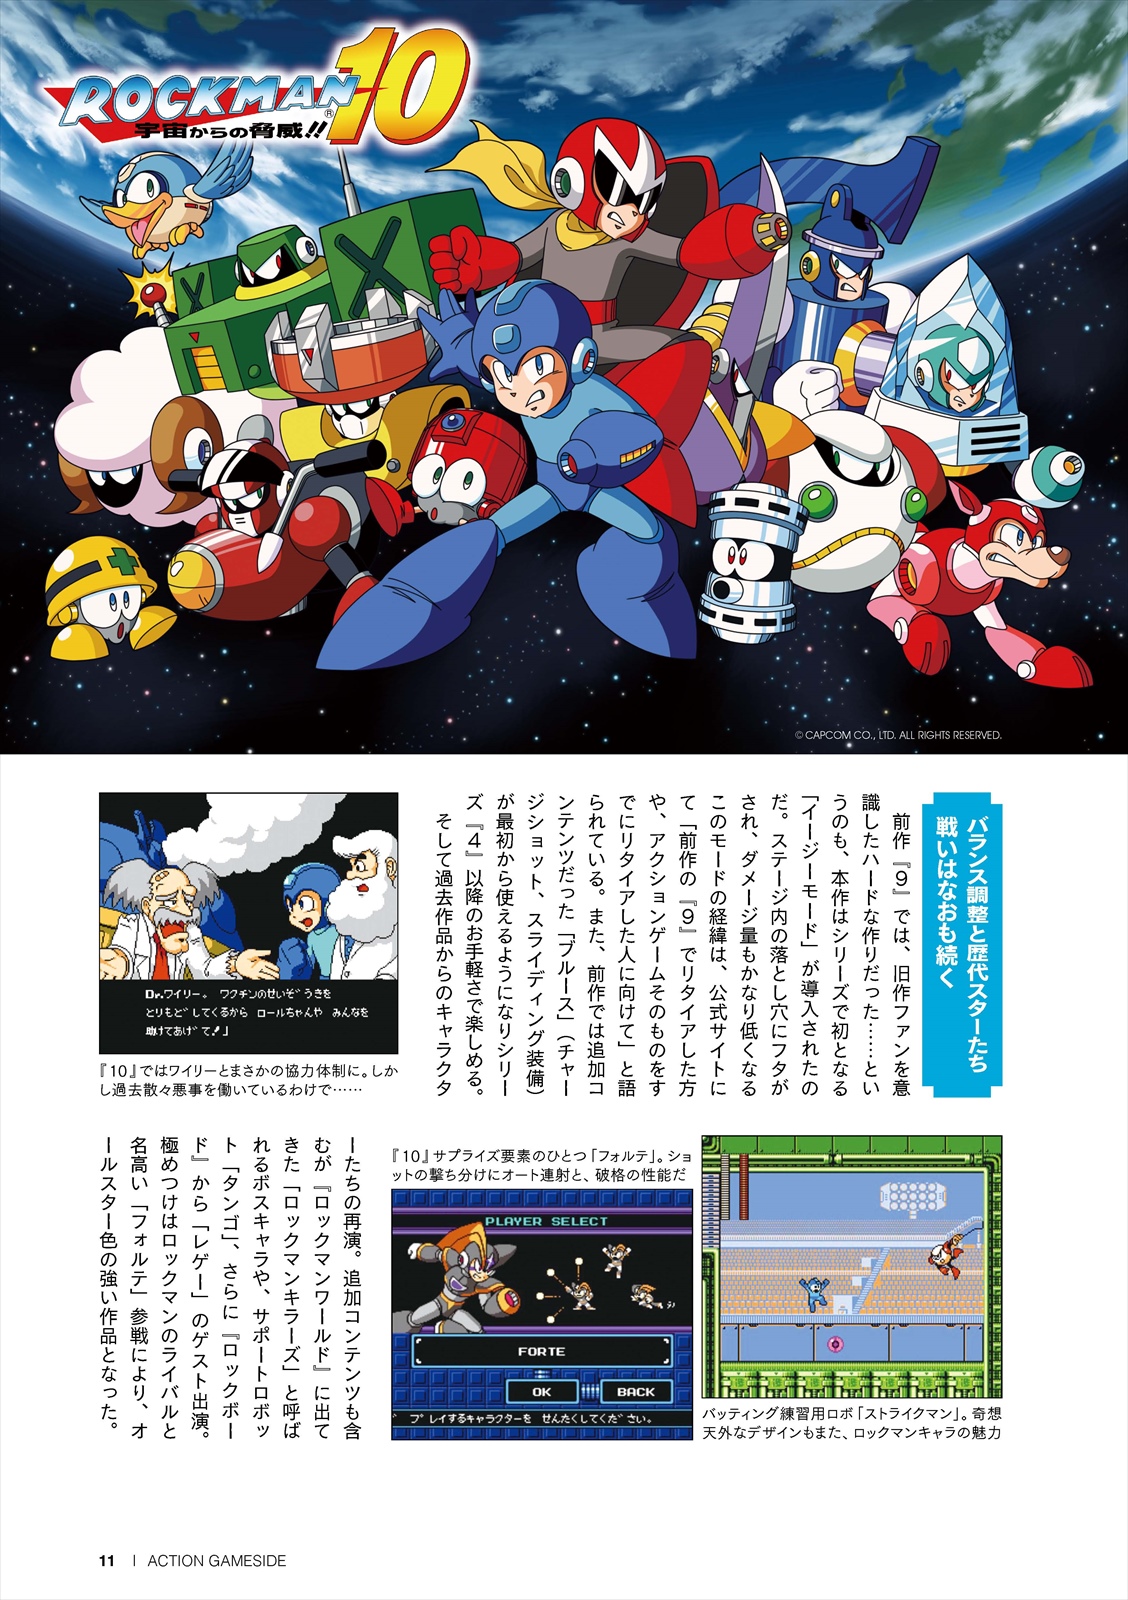 ROCKMAN®10
宇宙からの脅威!!
© CAPCOM CO., LTD. ALL RIGHTS RESERVED.
バランス調整と歴代スターたち
戦いはなおも続く
前作『9』では、旧作ファンを意
識したハードな作りだった……とい
うのも、本作はシリーズで初となる
「イージーモード」が導入されたの
だ。ステージ内の落とし穴にフタが
され、ダメージ量もかなり低くなる
このモードの経緯は、公式サイトに
て「前作の『9』でリタイアした方
や、アクションゲームそのものをす
でにリタイアした人に向けて」と語
られている。また、前作では追加コ
ンテンツだった「ブルース」（チャー
ジショット、スライディング装備）
が最初から使えるようになりシリー
ズ『4』以降のお手軽さで楽しめる。
そして過去作品からのキャラクタ
Dr.ワイリー。 ワクチンのせいぞうきを
とりもどしてくるから ロールちゃんや みんなを
助けてあげて!」
『10』ではワイリーとまさかの協力体制に。しか
し過去散々悪事を働いているわけで……
バッティング練習用ロボ「ストライクマン」。奇想
天外なデザインもまた、ロックマンキャラの魅力
『10』サプライズ要素のひとつ「フォルテ」。ショ
ットの撃ち分けにオート連射と、破格の性能だ
PLAYER SELECT
FORTE
OK
BACK
プレイするキャラクターを せんたくしてください。
ーたちの再演。追加コンテンツも含
むが『ロックマンワールド』に出て
きた「ロックマンキラーズ」と呼ば
れるボスキャラや、サポートロボッ
ト「タンゴ」、さらに『ロックボー
ド』から「レゲー」のゲスト出演。
極めつけはロックマンのライバルと
名高い「フォルテ」参戦により、オ
ールスター色の強い作品となった。
11 | ACTION GAMESIDE